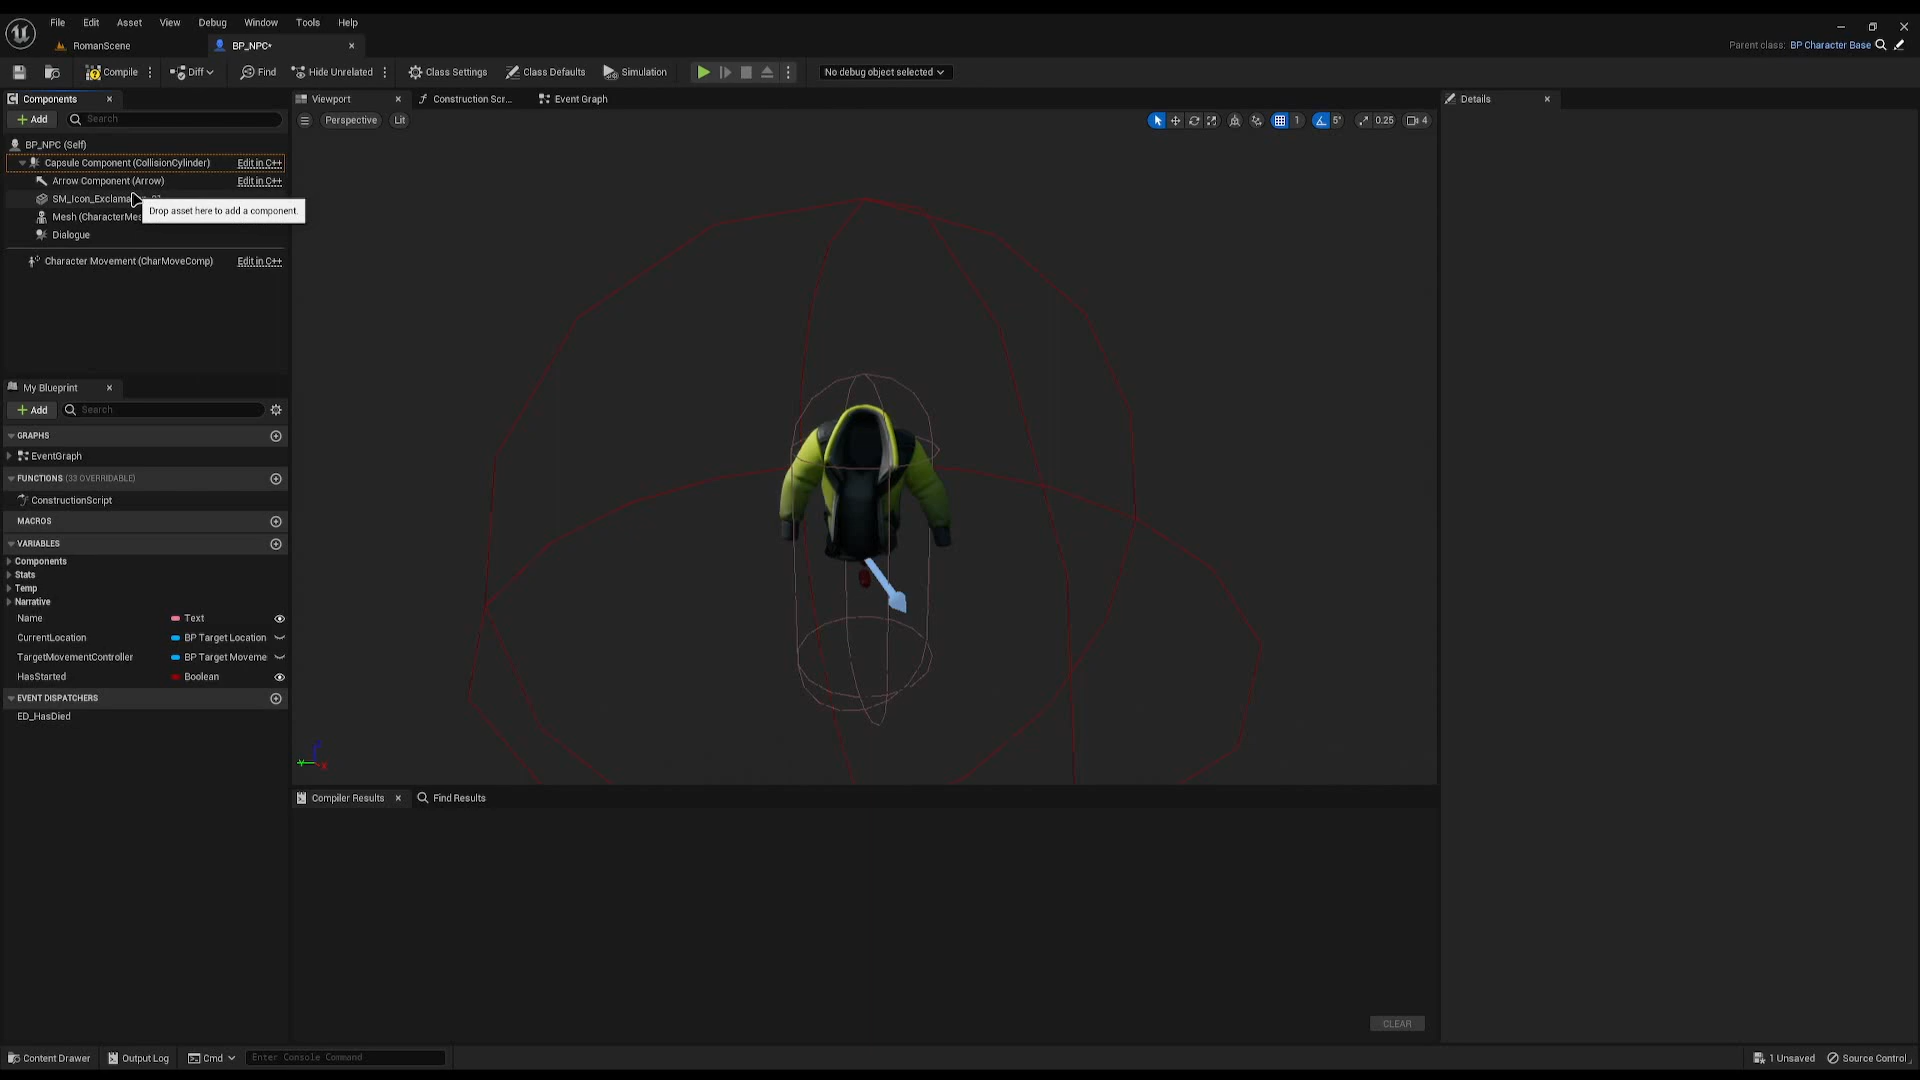 File Edit Asset View Debug Window Tools Help
RomanScene
BP_NPC*
Parent class: BP Character Base
Compile
Diff
Find
Hide Unrelated
Class Settings
Class Defaults
Simulation
No debug object selected
Components
Add
Search
BP_NPC (Self)
Capsule Component (CollisionCylinder) Edit in C++
Arrow Component (Arrow) Edit in C++
SM_Icon_Exclama
Drop asset here to add a component.
Mesh (CharacterMes
Dialogue
Character Movement (CharMoveComp) Edit in C++
Viewport
Construction Scr...
Event Graph
Perspective
Lit
1
5°
0.25
4
Details
My Blueprint
Add
Search
GRAPHS
EventGraph
FUNCTIONS (33 OVERRIDABLE)
ConstructionScript
MACROS
VARIABLES
Components
Stats
Temp
Narrative
Name Text
CurrentLocation BP Target Location
TargetMovementController BP Target Moveme
HasStarted Boolean
EVENT DISPATCHERS
ED_HasDied
Compiler Results
Find Results
CLEAR
Content Drawer
Output Log
Cmd
Enter Console Command
1 Unsaved
Source Control